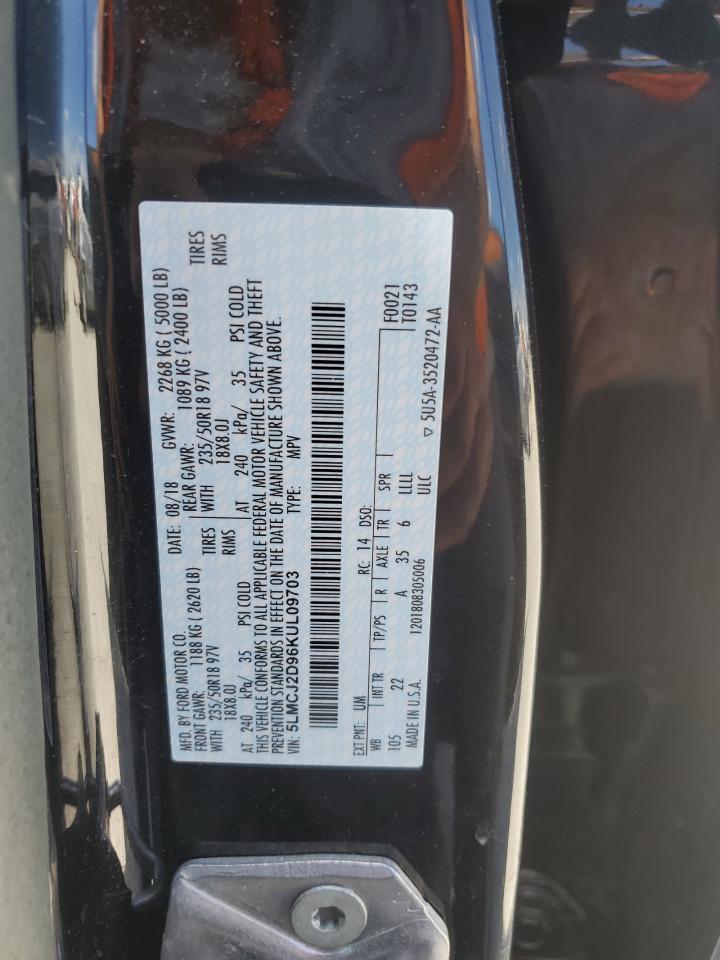 MFD. BY FORD MOTOR CO. DATE: 08/18 GVWR: 2268 KG ( 5000 LB)
FRONT GAWR: 1188 KG ( 2620 LB) REAR GAWR: 1089 KG ( 2400 LB)
WITH 235/50R18 97V TIRES WITH 235/50R18 97V TIRES
18X8.0J RIMS 18X8.0J RIMS
AT 240 kPa/ 35 PSI COLD AT 240 kPa/ 35 PSI COLD
THIS VEHICLE CONFORMS TO ALL APPLICABLE FEDERAL MOTOR VEHICLE SAFETY AND THEFT
PREVENTION STANDARDS IN EFFECT ON THE DATE OF MANUFACTURE SHOWN ABOVE.
VIN: 5LMCJ2D96KUL09703 TYPE: MPV
EXT PNT: UM RC: 14 DSO: F0021
WB INT TR TP/PS R AXLE TR SPR T0143
105 22 A 35 6 LLLL
MADE IN U.S.A. 1201808305006 ULC ▽ 5U5A-3520472-AA